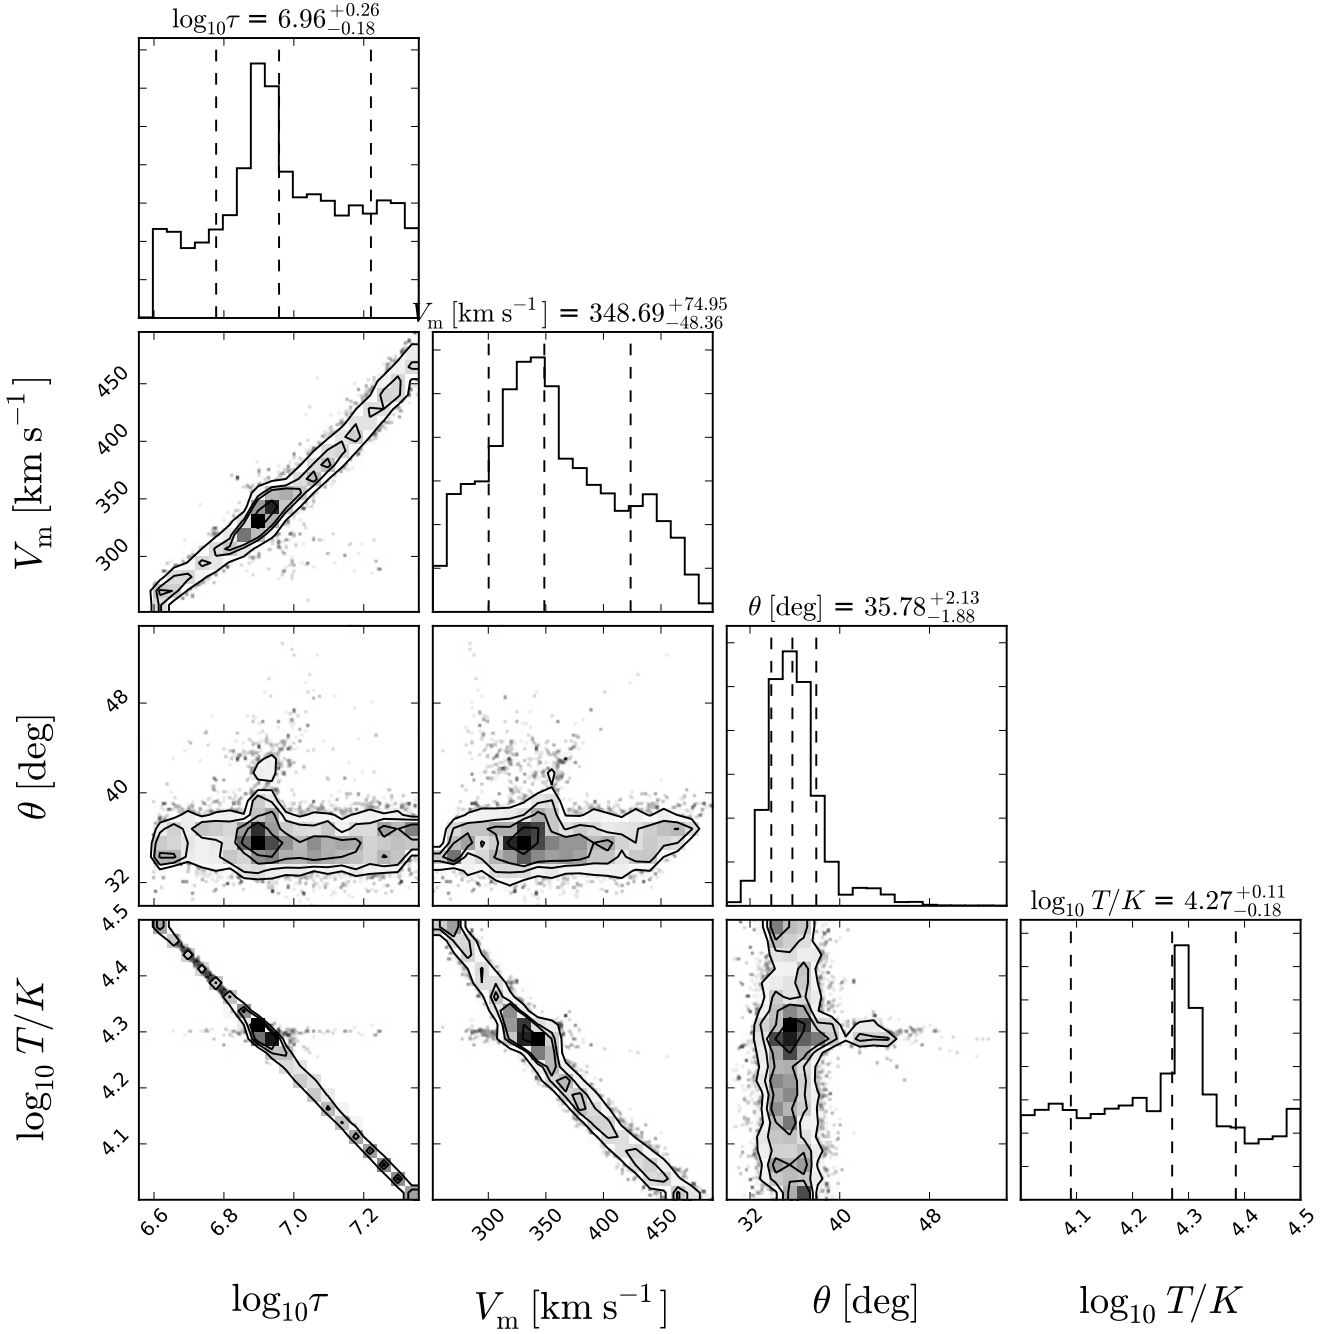 log₁₀τ = 6.96 +0.26 −0.18
Vₘ [km s⁻¹] = 348.69 +74.95 −48.36
450
400
350
300
Vₘ [km s⁻¹]
θ [deg] = 35.78 +2.13 −1.88
48
40
32
θ [deg]
log₁₀ T/K = 4.27 +0.11 −0.18
4.5
4.4
4.3
4.2
4.1
log₁₀ T/K
6.6 6.8 7.0 7.2
300 350 400 450
32 40 48
4.1 4.2 4.3 4.4 4.5
log₁₀τ
Vₘ [km s⁻¹]
θ [deg]
log₁₀ T/K